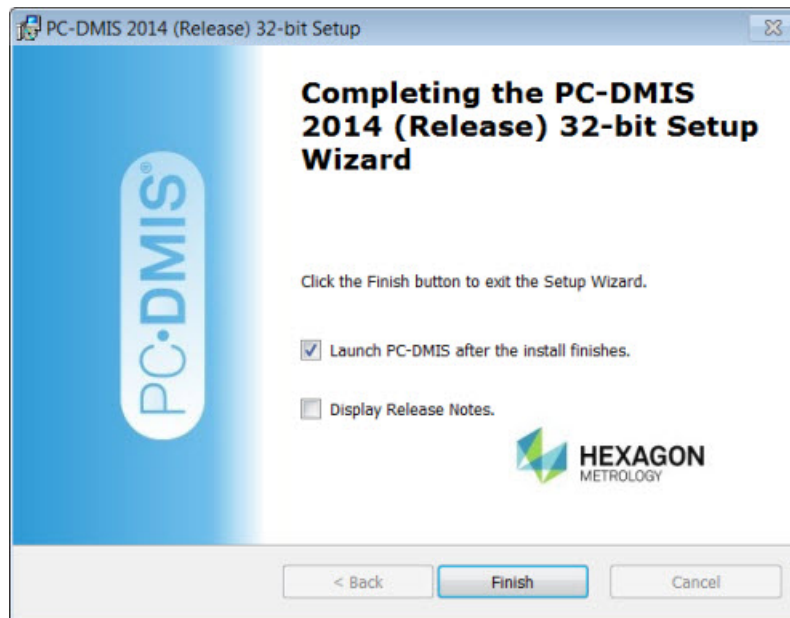 PC-DMIS 2014 (Release) 32-bit Setup
Completing the PC-DMIS
2014 (Release) 32-bit Setup
Wizard
PC•DMIS®
Click the Finish button to exit the Setup Wizard.
Launch PC-DMIS after the install finishes.
Display Release Notes.
HEXAGON
METROLOGY
< Back
Finish
Cancel